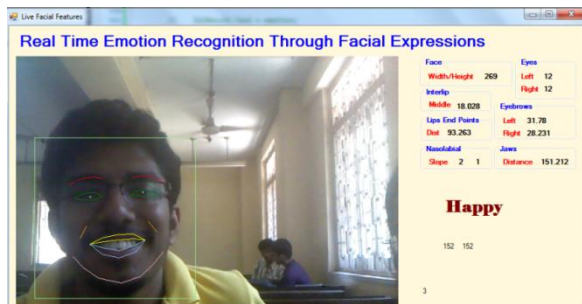 Live Facial Features
Real Time Emotion Recognition Through Facial Expressions
Face
Width/Height 269
Eyes
Left 12
Right 12
Interlip
Middle 18.028
Eyebrows
Left 31.78
Right 28.231
Lips End Points
Dist 93.263
Nasolabial
Slape 2 1
Jaws
Distance 151.212
Happy
152 152
3